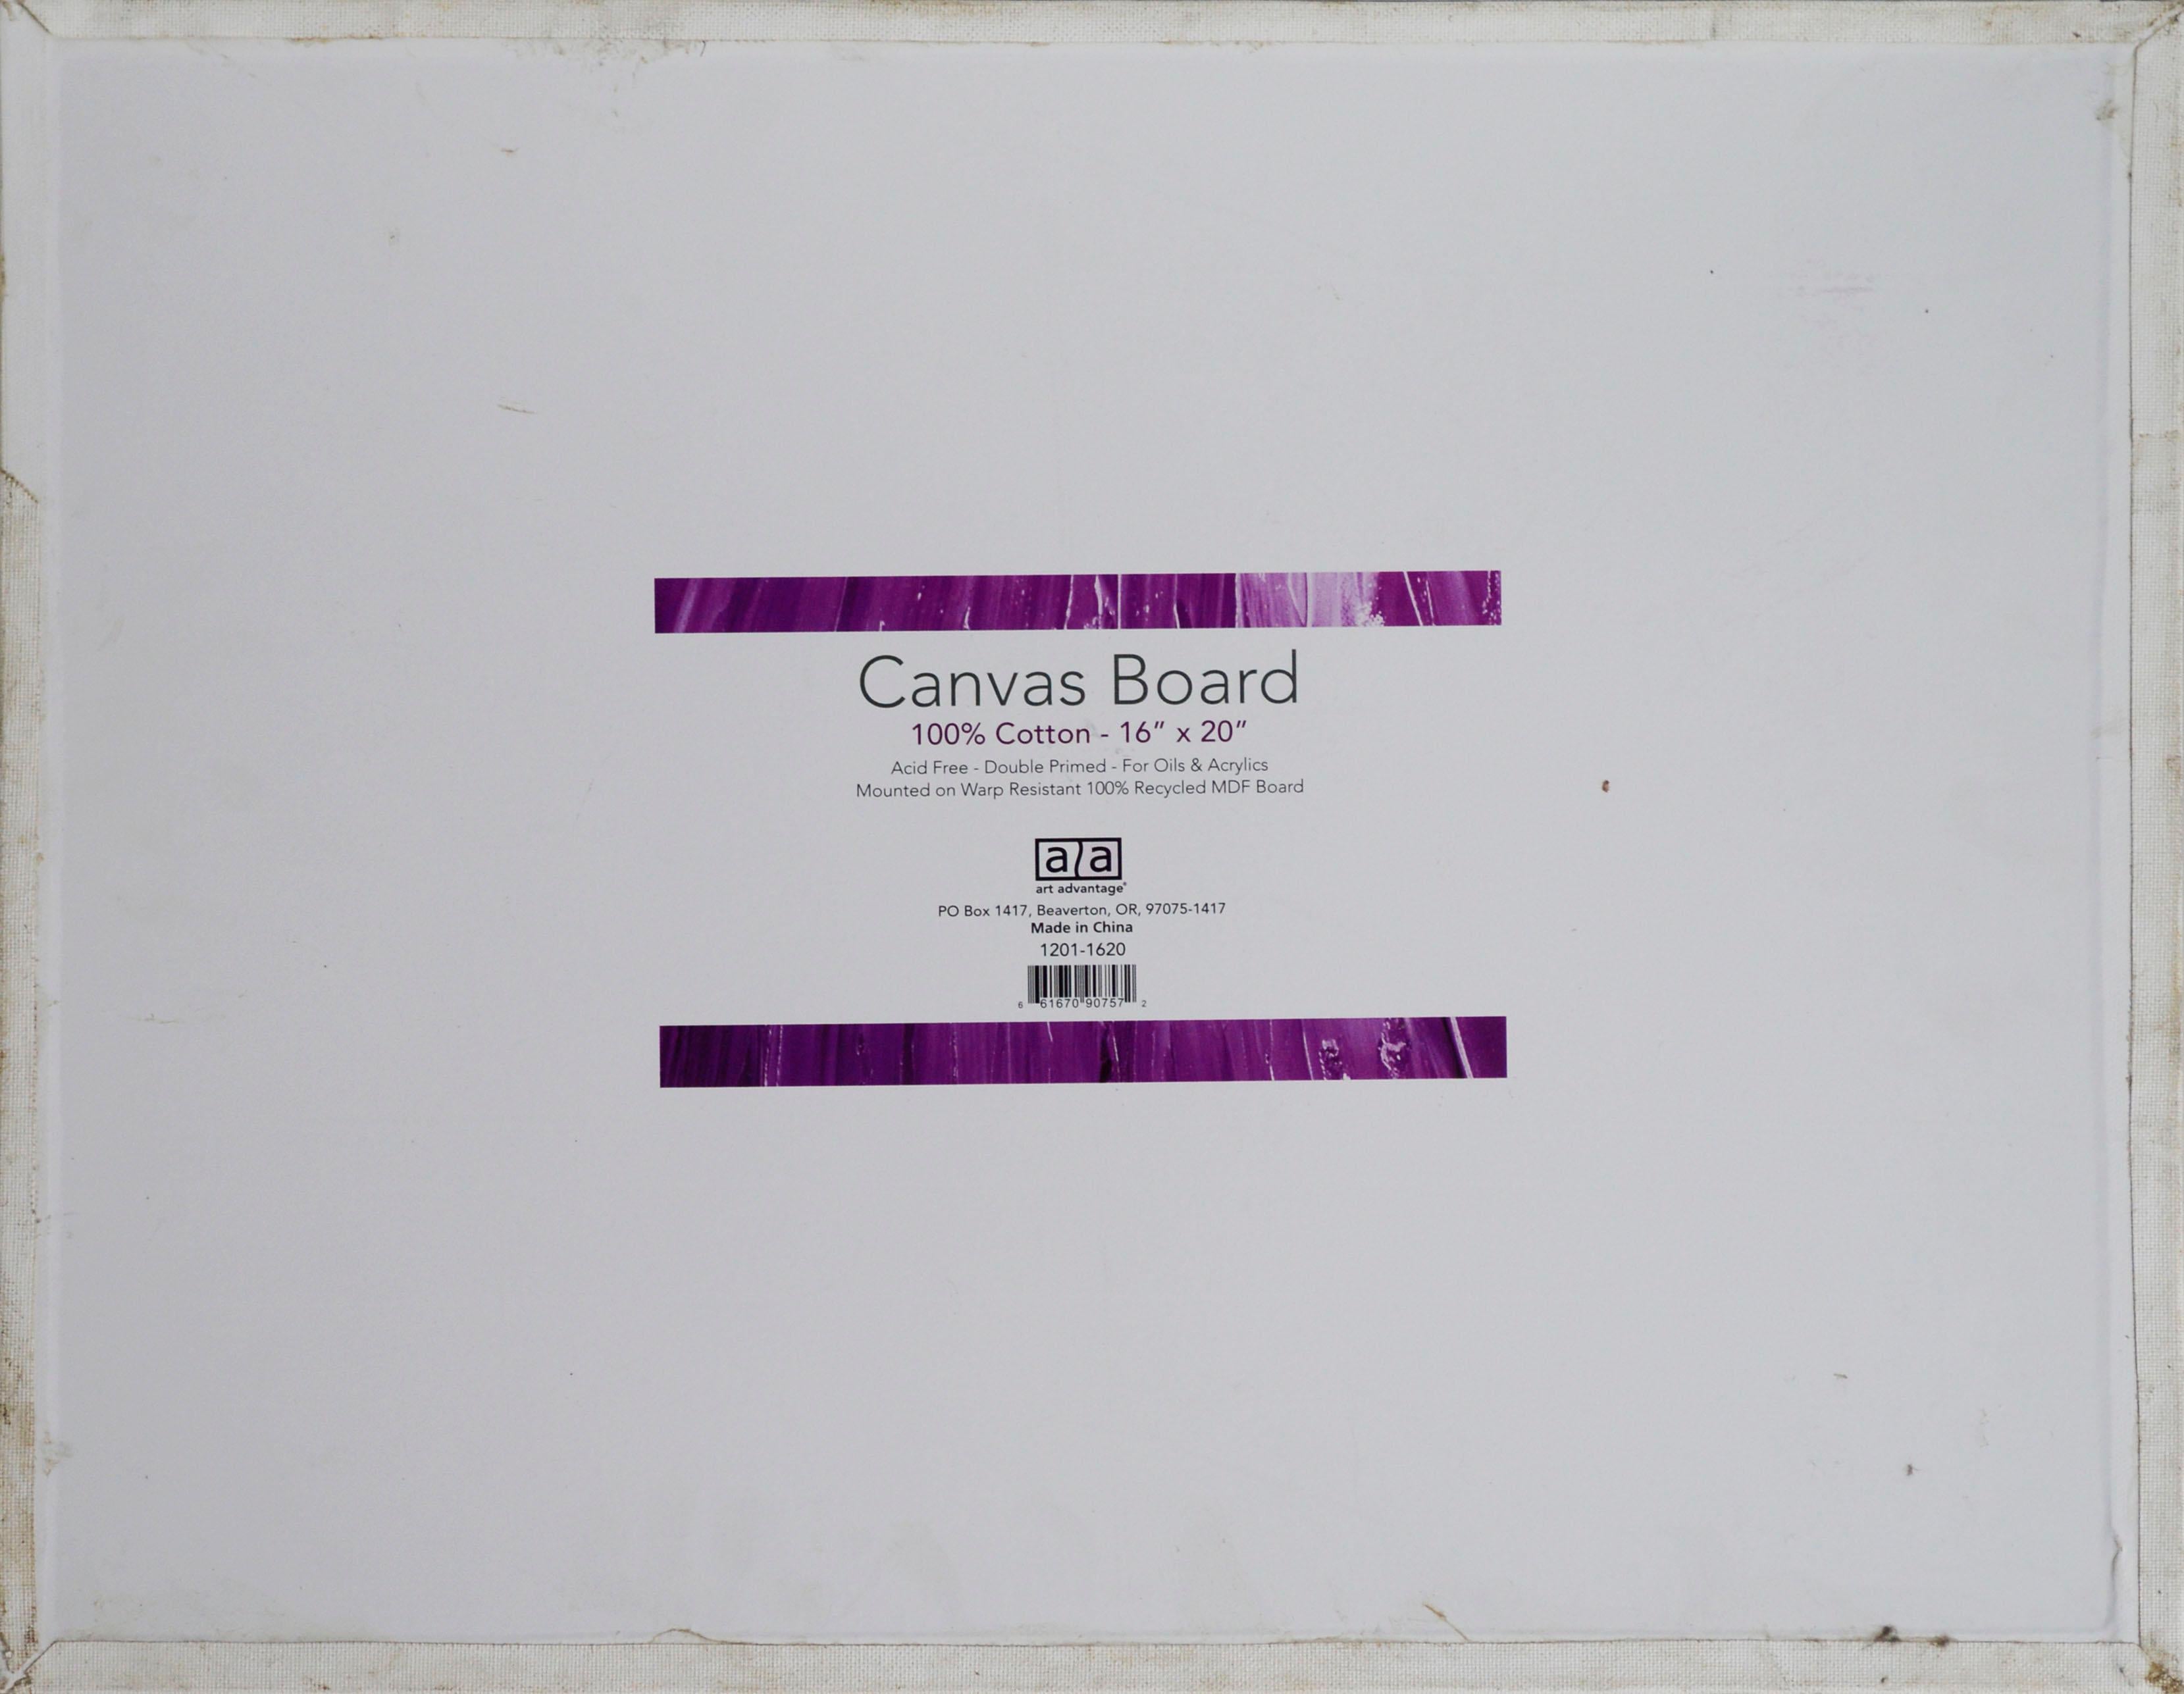 Canvas Board
100% Cotton - 16” x 20”
Acid Free - Double Primed - For Oils & Acrylics
Mounted on Warp Resistant 100% Recycled MDF Board
a/a
art advantage®
PO Box 1417, Beaverton, OR, 97075-1417
Made in China
1201-1620
6 61670 90757 2